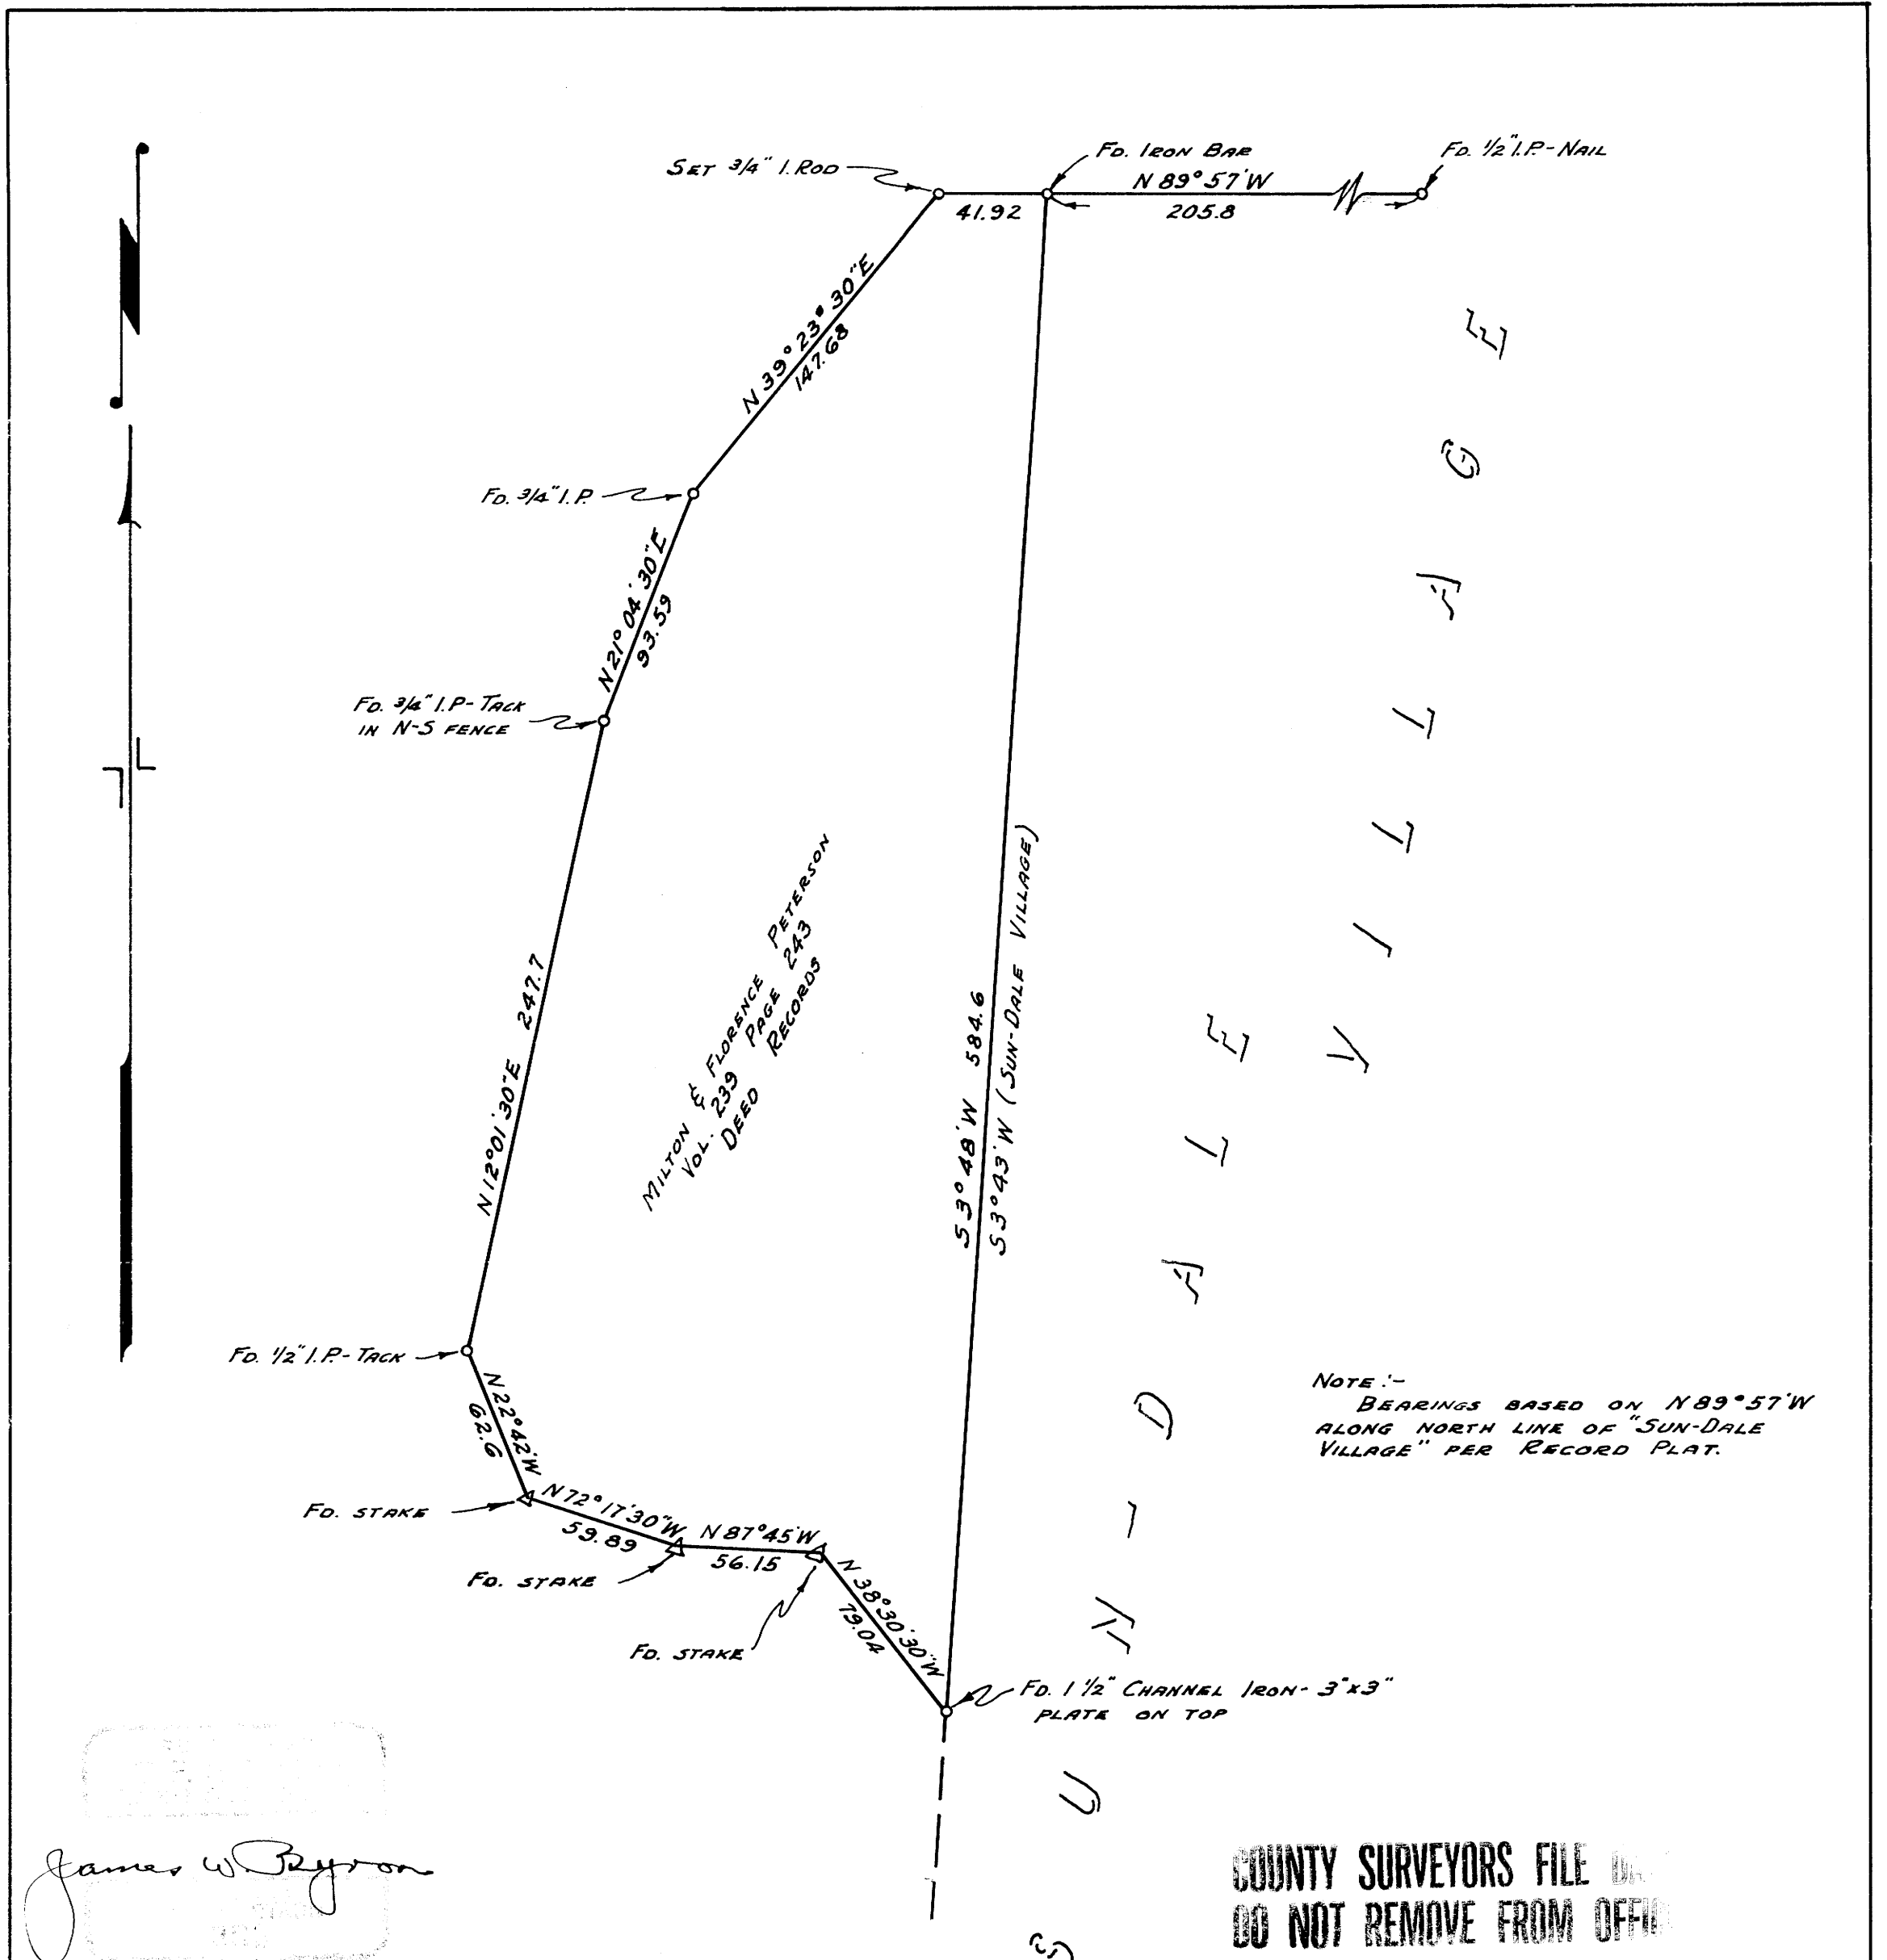 SET 3/4" I. ROD
FD. IRON BAR
FD. 1/2" I.P.-NAIL
N 89° 57' W
41.92
205.8
N 39° 23' 30" E
147.68
FD. 3/4" I.P.
N 21° 04' 30" E
93.59
FD. 3/4" I.P-TACK
IN N-S FENCE
N 12° 01' 30" E 247.7
MILTON & FLORENCE PETERSON
VOL. 239 PAGE 243
DEED RECORDS
S 3° 48' W 584.6
S 3° 43' W (SUN-DALE VILLAGE)
FD. 1/2" I.P.-TACK
N 22° 42' W
62.6
FD. STAKE
N 72° 17' 30" W
59.89
FD. STAKE
N 87° 45' W
56.15
FD. STAKE
N 38° 30' 30" W
79.04
FD. 1 1/2" CHANNEL IRON- 3"x3"
PLATE ON TOP
SUN-DALE VILLAGE
NOTE:-
BEARINGS BASED ON N 89° 57' W
ALONG NORTH LINE OF "SUN-DALE
VILLAGE" PER RECORD PLAT.
James W. Byron
COUNTY SURVEYORS FILE
DO NOT REMOVE FROM